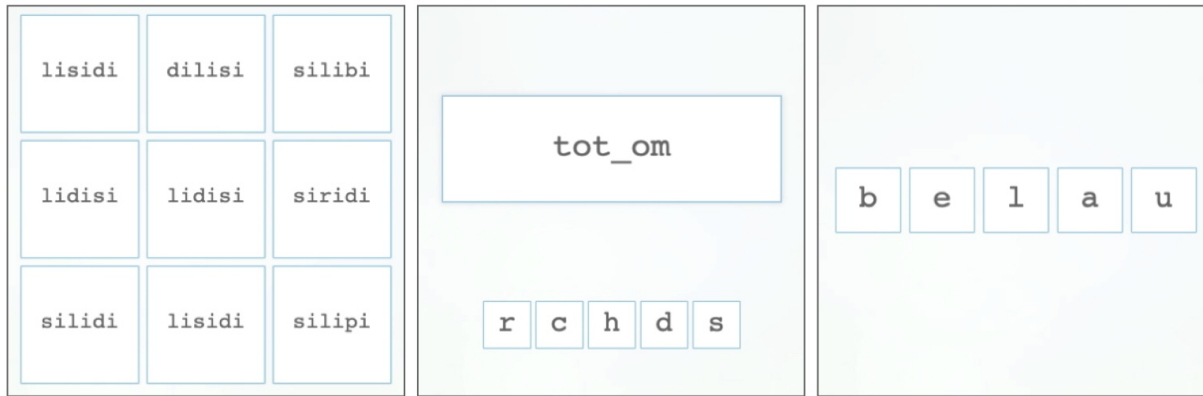 lisidi dilisi silibi
lidisi lidisi siridi
silidi lisidi silipi
tot_om
r c h d s
b e l a u